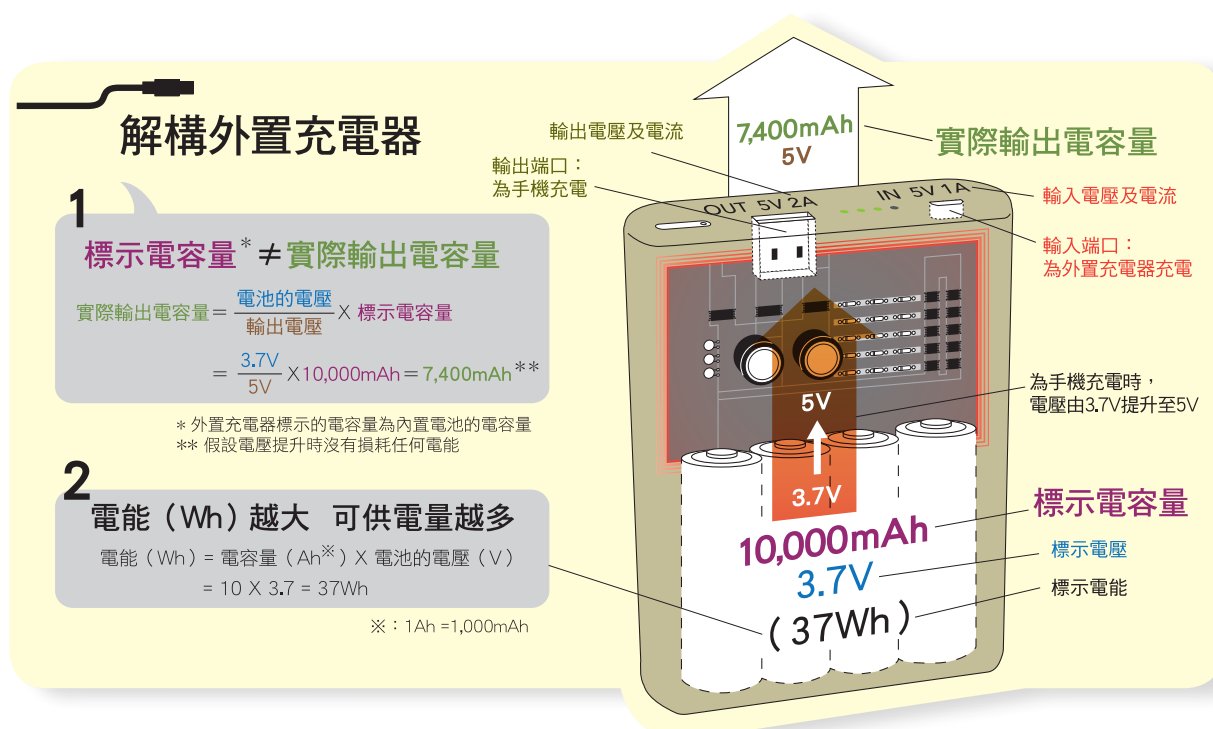 解構外置充電器
1
標示電容量*≠實際輸出電容量
實際輸出電容量= 電池的電壓/輸出電壓 X 標示電容量
= 3.7V/5V X10,000mAh=7,400mAh**
* 外置充電器標示的電容量為內置電池的電容量
** 假設電壓提升時沒有損耗任何電能
2
電能(Wh)越大 可供電量越多
電能(Wh)= 電容量(Ah※)X 電池的電壓(V)
= 10 X 3.7 = 37Wh
※:1Ah =1,000mAh
7,400mAh
5V
實際輸出電容量
輸出電壓及電流
輸出端口:
為手機充電
OUT 5V 2A
IN 5V 1A
輸入電壓及電流
輸入端口:
為外置充電器充電
為手機充電時,
電壓由3.7V提升至5V
5V
3.7V
10,000mAh
3.7V
(37Wh)
標示電容量
標示電壓
標示電能